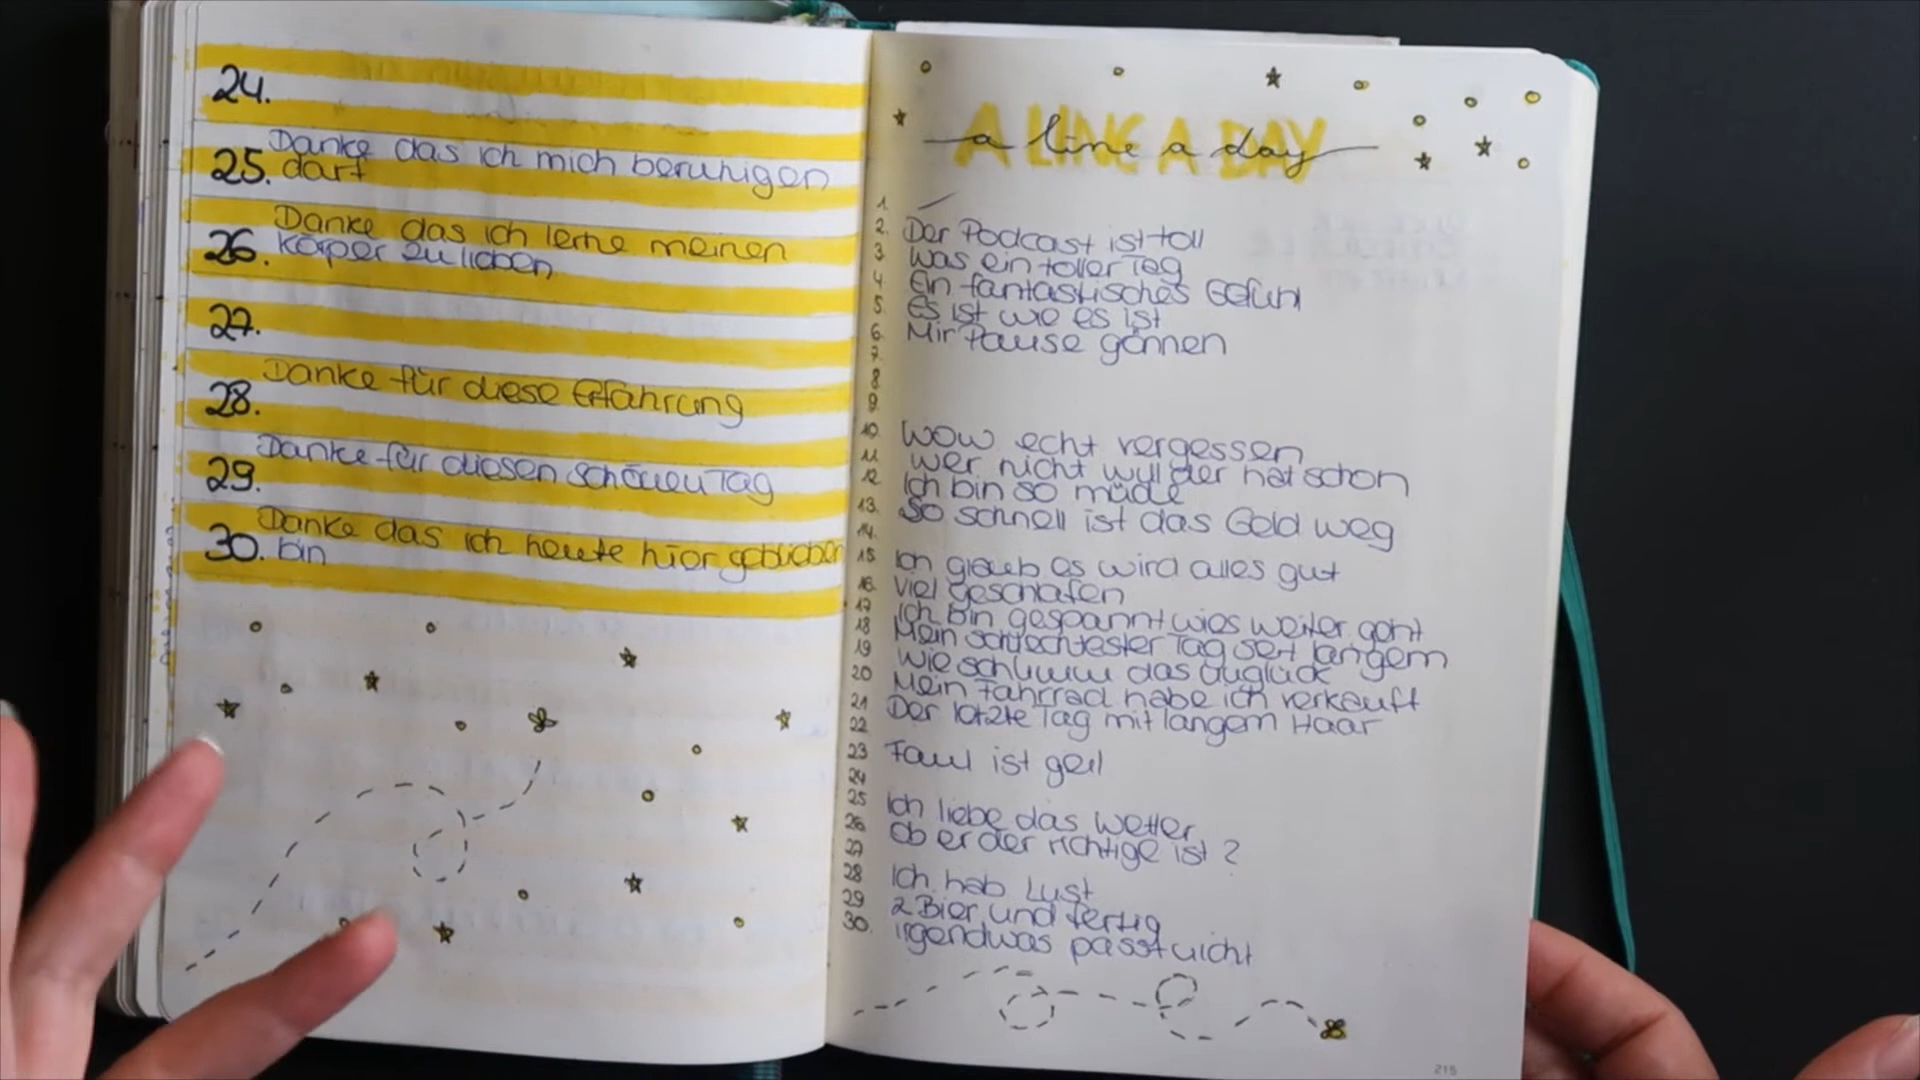 24.
Danke das ich mich beruhigen
25. darf
Danke das ich lerne meinen
26. Körper zu lieben
27.
Danke für diese Erfahrung
28.
Danke für diesen schönen Tag
29.
Danke das ich heute hier geblieben
30. bin
A LINE A DAY
a line a day
1.
2. Der Podcast ist toll
3. Was ein toller Tag
4. Ein fantastisches Gefühl
5. Es ist wie es ist
6. Mir Pause gönnen
7.
8.
9.
10. Wow echt vergessen
11. wer nicht will der hat schon
12. Ich bin so müde
13. So schnell ist das Geld weg
14.
15. Ich glaub es wird alles gut
16. Viel geschafen
17. Ich bin gespannt wies weiter geht
18. Mein schlechtester Tag seit langem
19. Wie schlimm das Unglück
20. Mein Fahrrad habe ich verkauft
21. Der letzte Tag mit langem Haar
22.
23. Faul ist geil
24.
25. Ich liebe das Wetter
26. Ob er der richtige ist ?
27.
28. Ich hab Lust
29. 2 Bier und fertig
30. irgendwas passt nicht
215